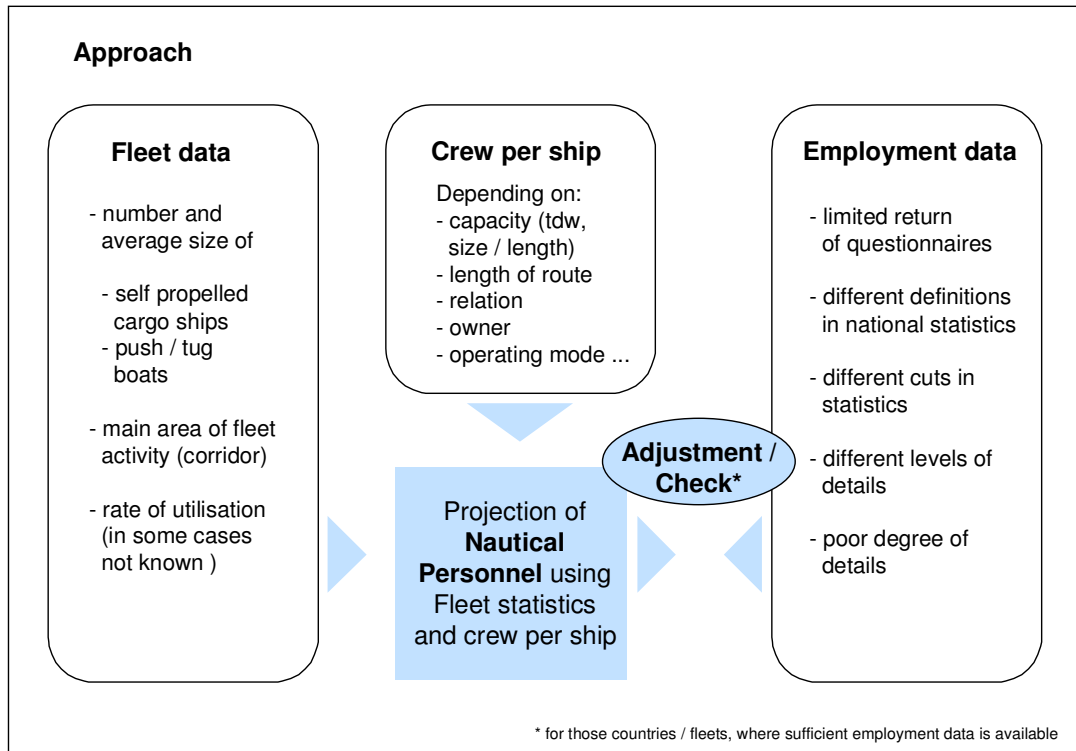 Approach
Fleet data
- number and
average size of
- self propelled
cargo ships
- push / tug
boats
- main area of fleet
activity (corridor)
- rate of utilisation
(in some cases
not known )
Crew per ship
Depending on:
- capacity (tdw,
size / length)
- length of route
- relation
- owner
- operating mode ...
Projection of
Nautical
Personnel using
Fleet statistics
and crew per ship
Adjustment /
Check*
Employment data
- limited return
of questionnaires
- different definitions
in national statistics
- different cuts in
statistics
- different levels of
details
- poor degree of
details
* for those countries / fleets, where sufficient employment data is available